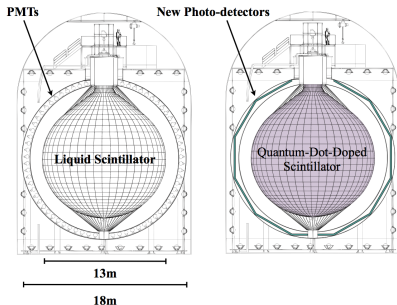 PMTs
New Photo-detectors
Liquid Scintillator
Quantum-Dot-Doped
Scintillator
13m
18m